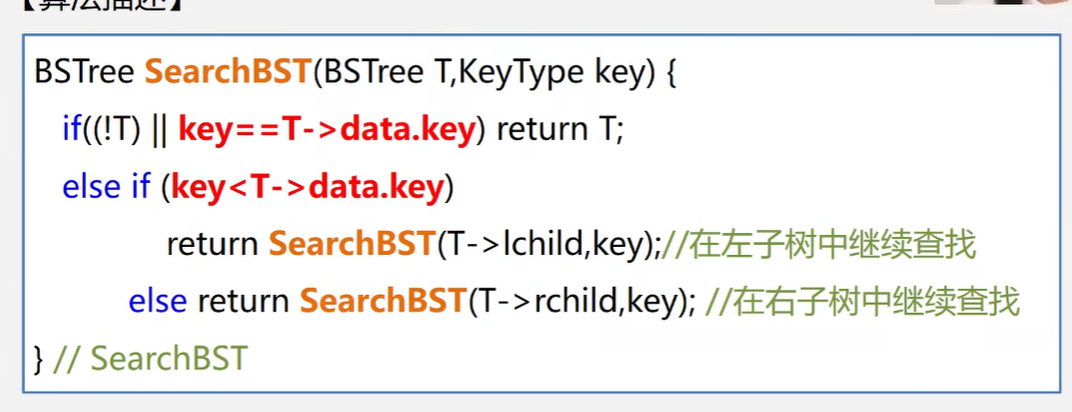 【算法描述】
BSTree SearchBST(BSTree T,KeyType key) {
if((!T) || key==T->data.key) return T;
else if (key<T->data.key)
return SearchBST(T->lchild,key);//在左子树中继续查找
else return SearchBST(T->rchild,key); //在右子树中继续查找
} // SearchBST